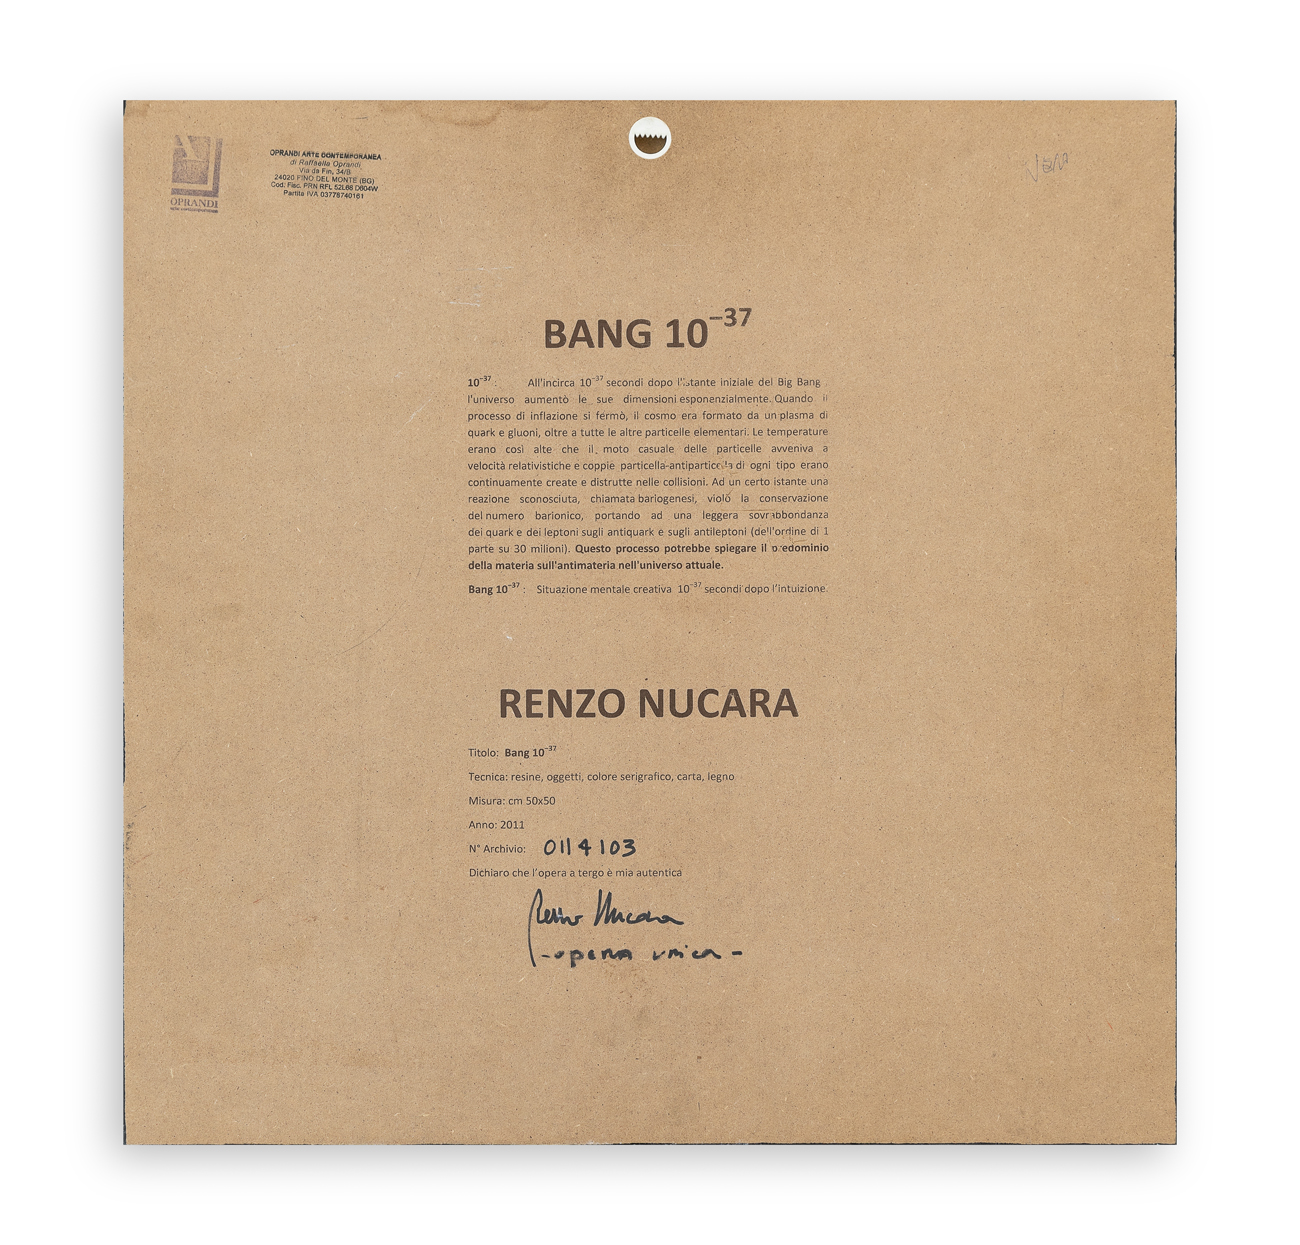 OPRANDI
OPRANDI ARTE CONTEMPORANEA
di Raffaella Oprandi
Via da Fin, 34/B
24020 FINO DEL MONTE (BG)
Cod. Fisc. PRN RFL 52L68 D604W
Partita IVA 03778740161
BANG 10⁻³⁷
10⁻³⁷ : All'incirca 10⁻³⁷ secondi dopo l'istante iniziale del Big Bang ,
l'universo aumentò le sue dimensioni esponenzialmente. Quando il
processo di inflazione si fermò, il cosmo era formato da un plasma di
quark e gluoni, oltre a tutte le altre particelle elementari. Le temperature
erano così alte che il moto casuale delle particelle avveniva a
velocità relativistiche e coppie particella-antiparticella di ogni tipo erano
continuamente create e distrutte nelle collisioni. Ad un certo istante una
reazione sconosciuta, chiamata bariogenesi, violò la conservazione
del numero barionico, portando ad una leggera sovrabbondanza
dei quark e dei leptoni sugli antiquark e sugli antileptoni (dell'ordine di 1
parte su 30 milioni). Questo processo potrebbe spiegare il predominio
della materia sull'antimateria nell'universo attuale.
Bang 10⁻³⁷ : Situazione mentale creativa 10⁻³⁷ secondi dopo l'intuizione.
RENZO NUCARA
Titolo: Bang 10⁻³⁷
Tecnica: resine, oggetti, colore serigrafico, carta, legno
Misura: cm 50x50
Anno: 2011
N° Archivio: 0114103
Dichiaro che l'opera a tergo è mia autentica
Renzo Nucara
-opera unica-